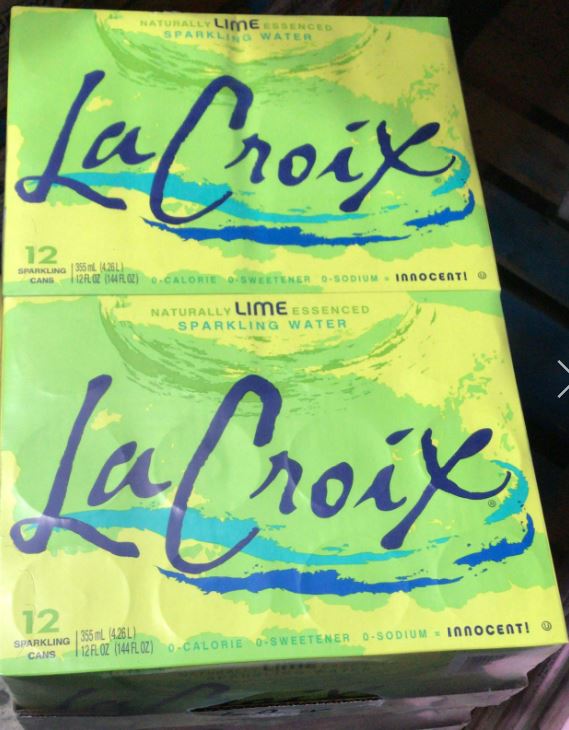 NATURALLY LIME ESSENCED
SPARKLING WATER
LaCroix
12
SPARKLING
CANS
355 mL (4.26 L)
12 FL OZ (144 FL OZ)
0-CALORIE 0-SWEETENER 0-SODIUM = INNOCENT! U
NATURALLY LIME ESSENCED
SPARKLING WATER
LaCroix
®
12
SPARKLING
CANS
355 mL (4.26 L)
12 FL OZ (144 FL OZ)
0-CALORIE 0-SWEETENER 0-SODIUM = INNOCENT! U